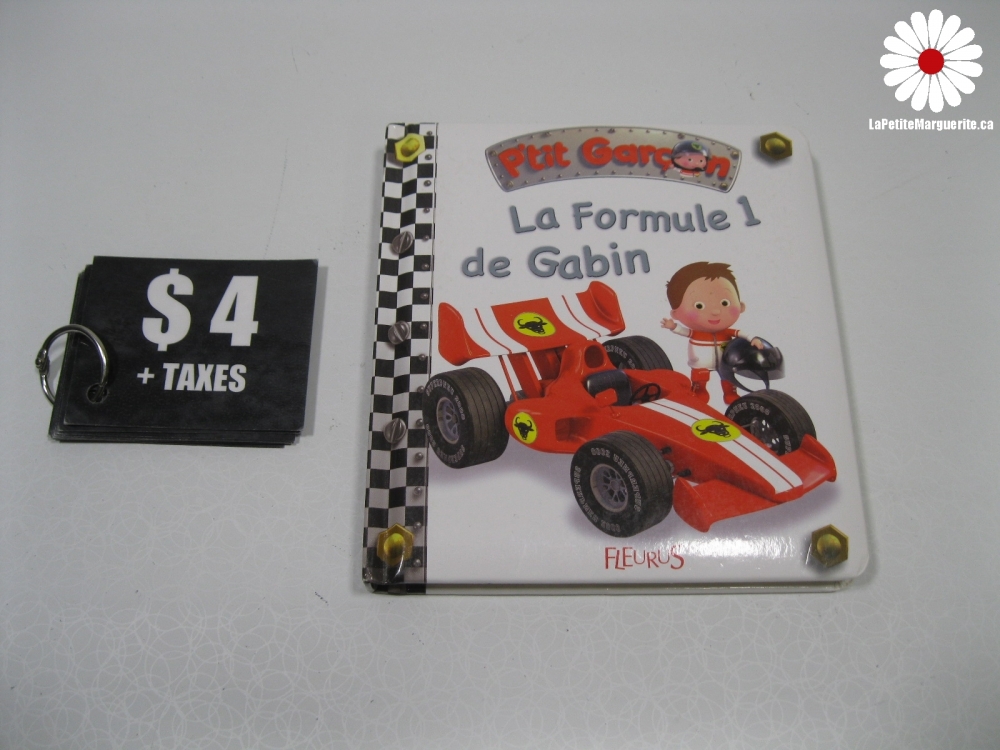 LaPetiteMarguerite.ca
P'tit Garçon
La Formule 1
de Gabin
$ 4
+ TAXES
FLEURUS